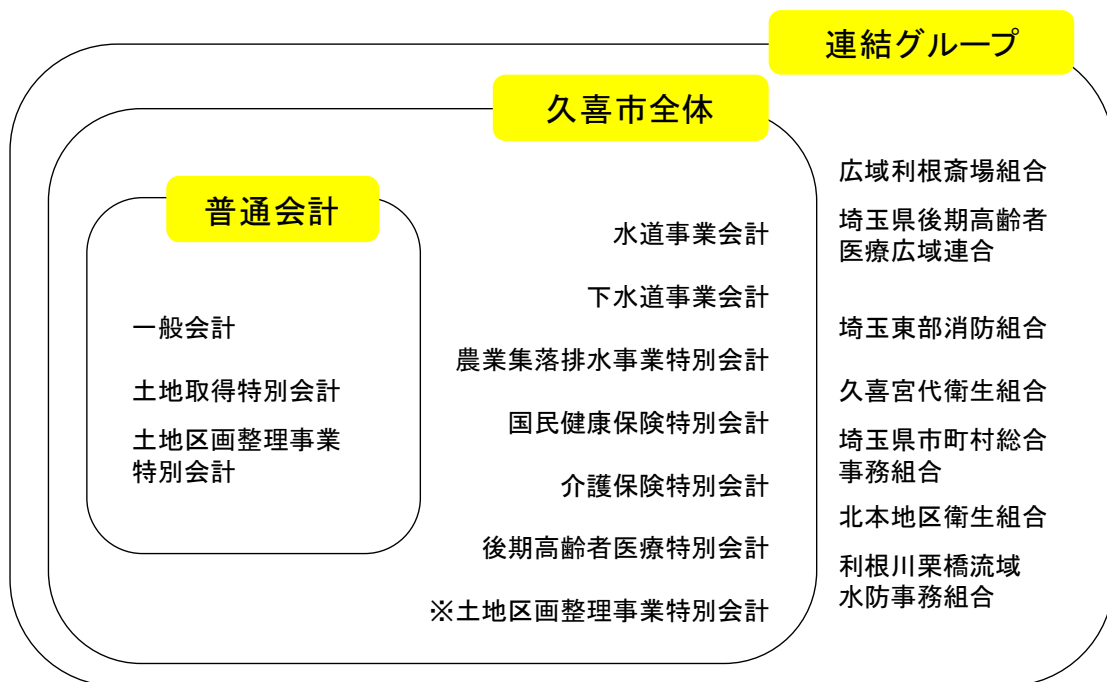 連結グループ
久喜市全体
普通会計
一般会計
土地取得特別会計
土地区画整理事業
特別会計
水道事業会計
下水道事業会計
農業集落排水事業特別会計
国民健康保険特別会計
介護保険特別会計
後期高齢者医療特別会計
※土地区画整理事業特別会計
広域利根斎場組合
埼玉県後期高齢者
医療広域連合
埼玉東部消防組合
久喜宮代衛生組合
埼玉県市町村総合
事務組合
北本地区衛生組合
利根川栗橋流域
水防事務組合